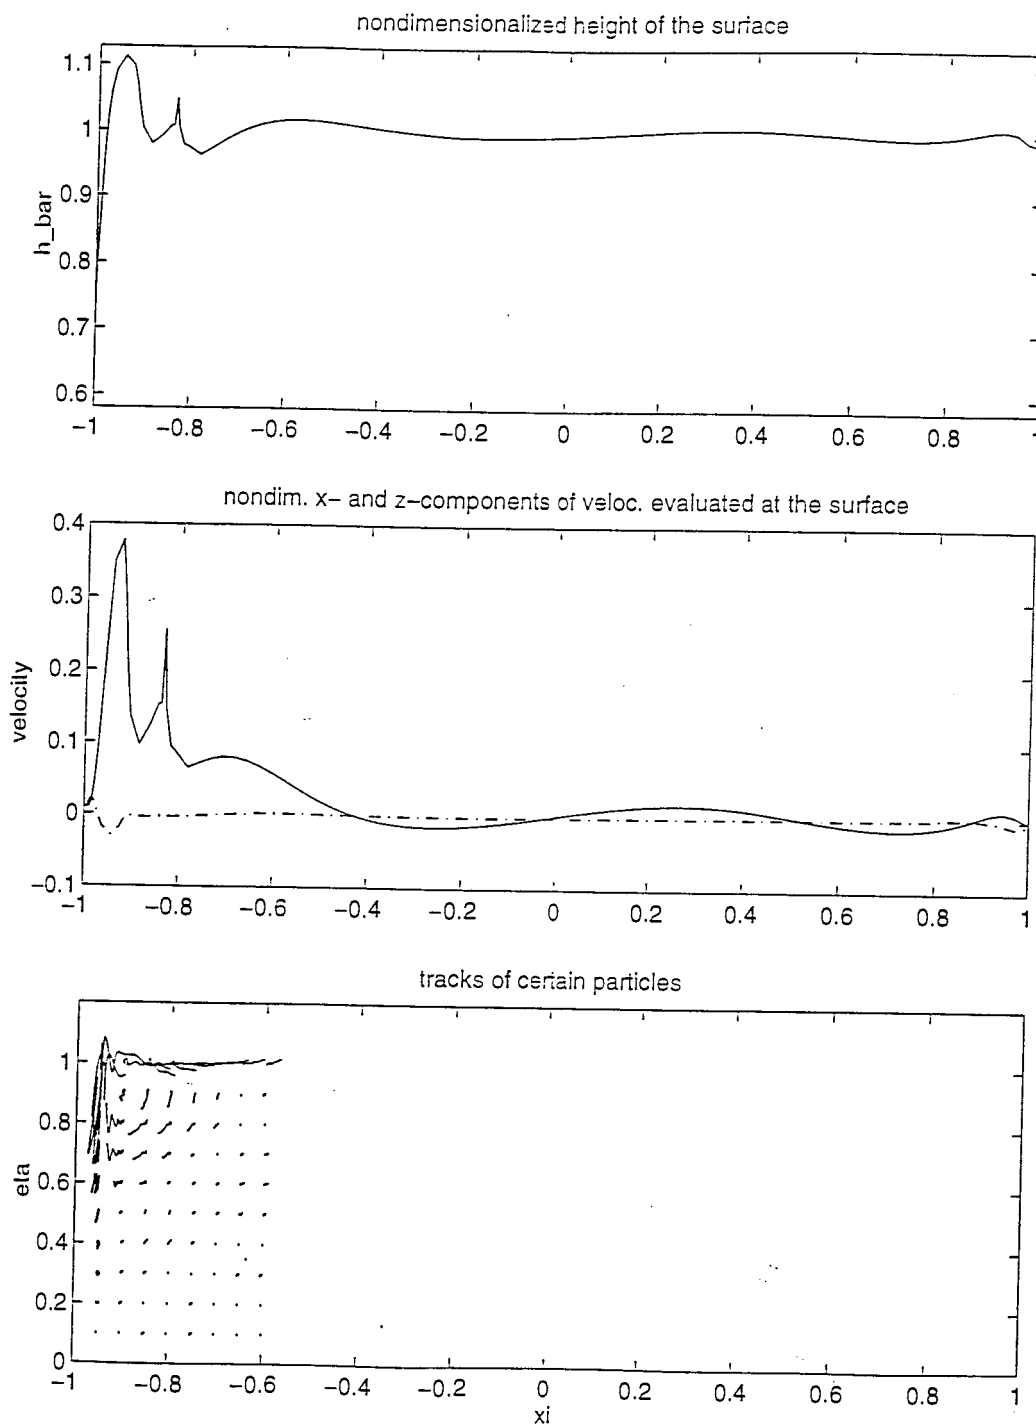 nondimensionalized height of the surface
1.1
1
0.9
0.8
0.7
0.6
h_bar
−1 −0.8 −0.6 −0.4 −0.2 0 0.2 0.4 0.6 0.8
nondim. x− and z−components of veloc. evaluated at the surface
0.4
0.3
0.2
0.1
0
−0.1
velocity
−1 −0.8 −0.6 −0.4 −0.2 0 0.2 0.4 0.6 0.8 1
tracks of certain particles
1
0.8
0.6
0.4
0.2
0
eta
−1 −0.8 −0.6 −0.4 −0.2 0 0.2 0.4 0.6 0.8 1
xi